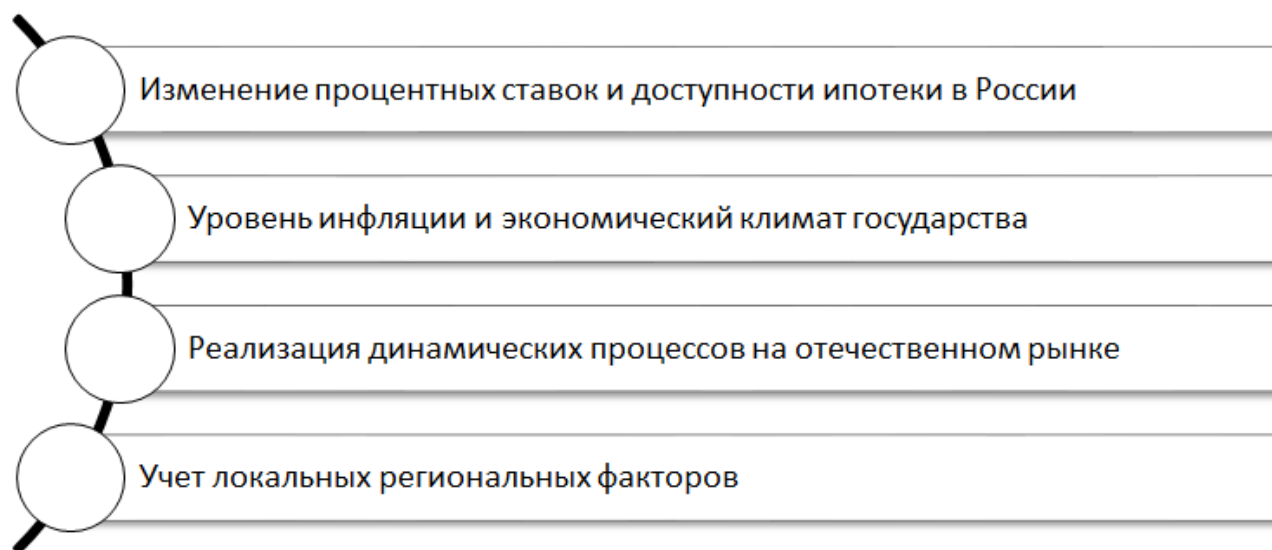 Изменение процентных ставок и доступности ипотеки в России
Уровень инфляции и экономический климат государства
Реализация динамических процессов на отечественном рынке
Учет локальных региональных факторов